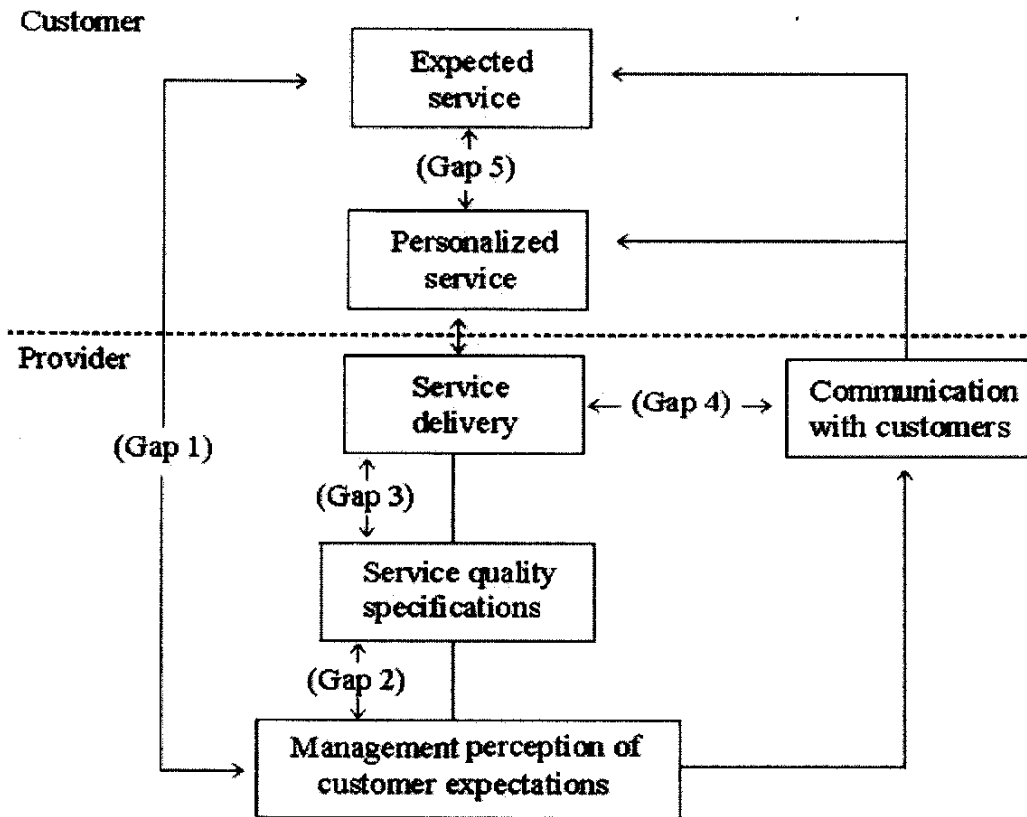 Customer
Expected
service
(Gap 5)
Personalized
service
Provider
Service
delivery
(Gap 4)
Communication
with customers
(Gap 1)
(Gap 3)
Service quality
specifications
(Gap 2)
Management perception of
customer expectations